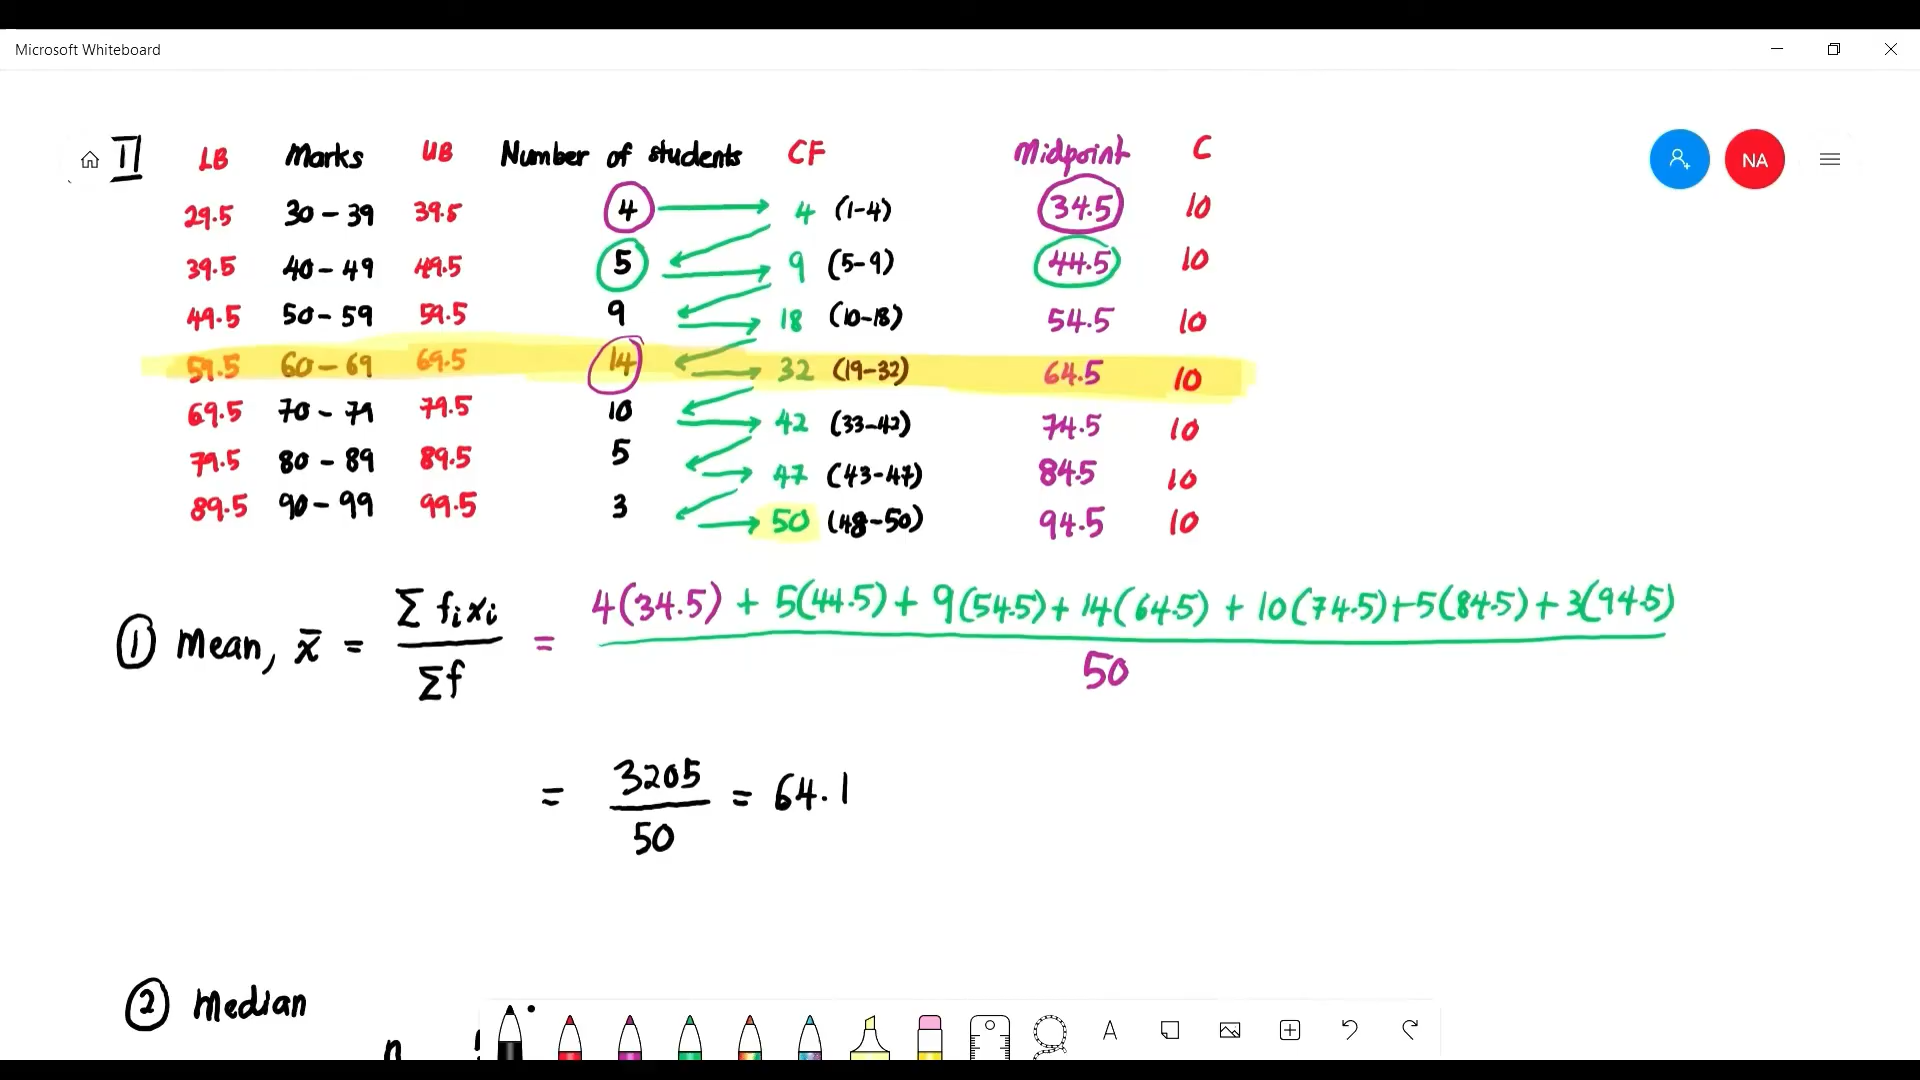 Microsoft Whiteboard
II LB Marks UB Number of students CF Midpoint C
NA
29.5 30 – 39 39.5 4 4 (1-4) 34.5 10
39.5 40 – 49 49.5 5 9 (5-9) 44.5 10
49.5 50 – 59 59.5 9 18 (10-18) 54.5 10
59.5 60 – 69 69.5 14 32 (19-32) 64.5 10
69.5 70 – 79 79.5 10 42 (33-42) 74.5 10
79.5 80 – 89 89.5 5 47 (43-47) 84.5 10
89.5 90 – 99 99.5 3 50 (48-50) 94.5 10
① Mean, x̄ = Σ fᵢxᵢ / Σf = 4(34.5) + 5(44.5) + 9(54.5) + 14(64.5) + 10(74.5) + 5(84.5) + 3(94.5) / 50
= 3205 / 50 = 64.1
② Median